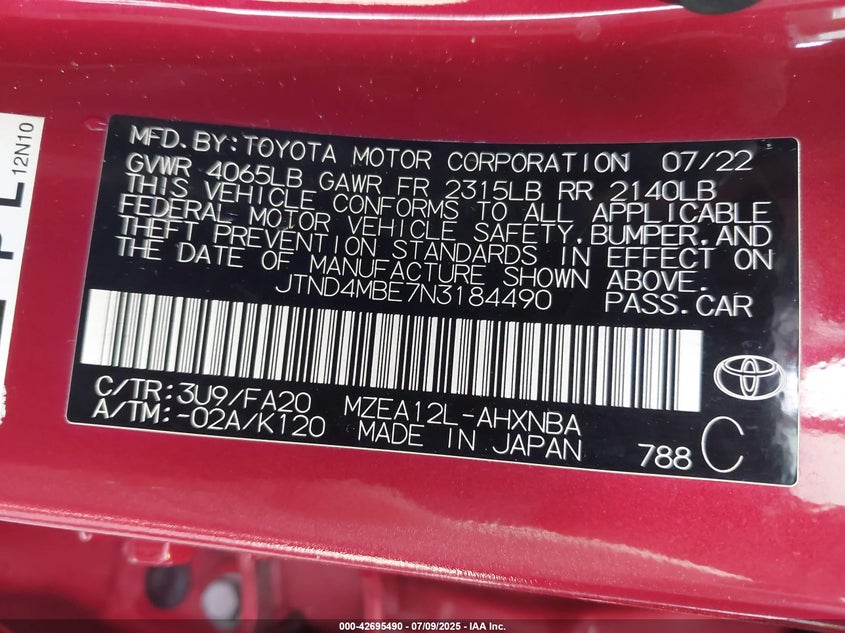 MFD.BY:TOYOTA MOTOR CORPORATION 07/22
GVWR 4065LB GAWR FR 2315LB RR 2140LB
THIS VEHICLE CONFORMS TO ALL APPLICABLE
FEDERAL MOTOR VEHICLE SAFETY,BUMPER,AND
THEFT PREVENTION STANDARDS IN EFFECT ON
THE DATE OF MANUFACTURE SHOWN ABOVE.
JTND4MBE7N3184490 PASS.CAR
C/TR:3U9/FA20 MZEA12L-AHXNBA
A/TM:-02A/K120 MADE IN JAPAN 788 C
12N10
000-42695490 - 07/09/2025 - IAA Inc.